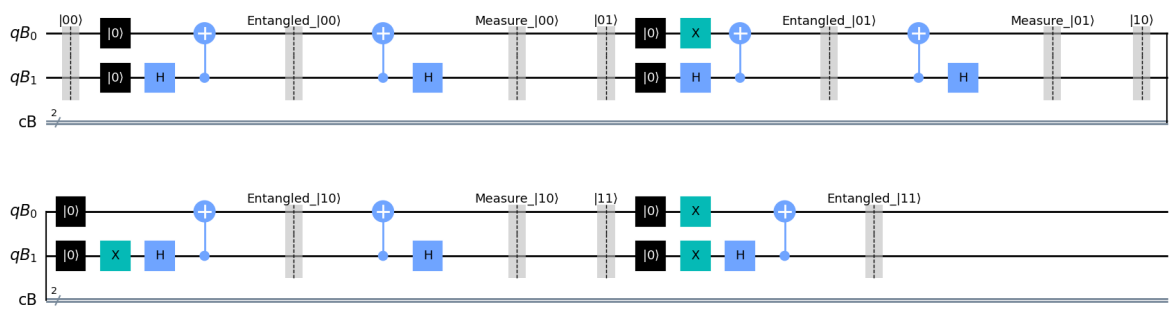 |00⟩ Entangled_|00⟩ Measure_|00⟩ |01⟩ Entangled_|01⟩ Measure_|01⟩ |10⟩
qB₀ |0⟩ |0⟩ X
qB₁ |0⟩ H H |0⟩ H H
cB 2
Entangled_|10⟩ Measure_|10⟩ |11⟩ Entangled_|11⟩
qB₀ |0⟩ |0⟩ X
qB₁ |0⟩ X H H |0⟩ X H
cB 2